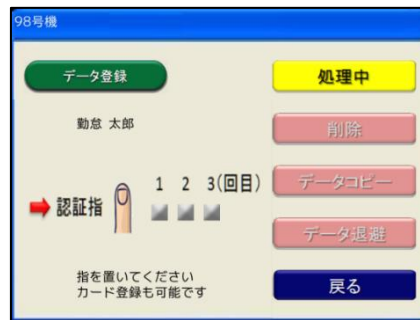 98号機
データ登録
処理中
勤怠 太郎
削除
1 2 3(回目)
データコピー
認証指
データ退避
指を置いてください
カード登録も可能です
戻る